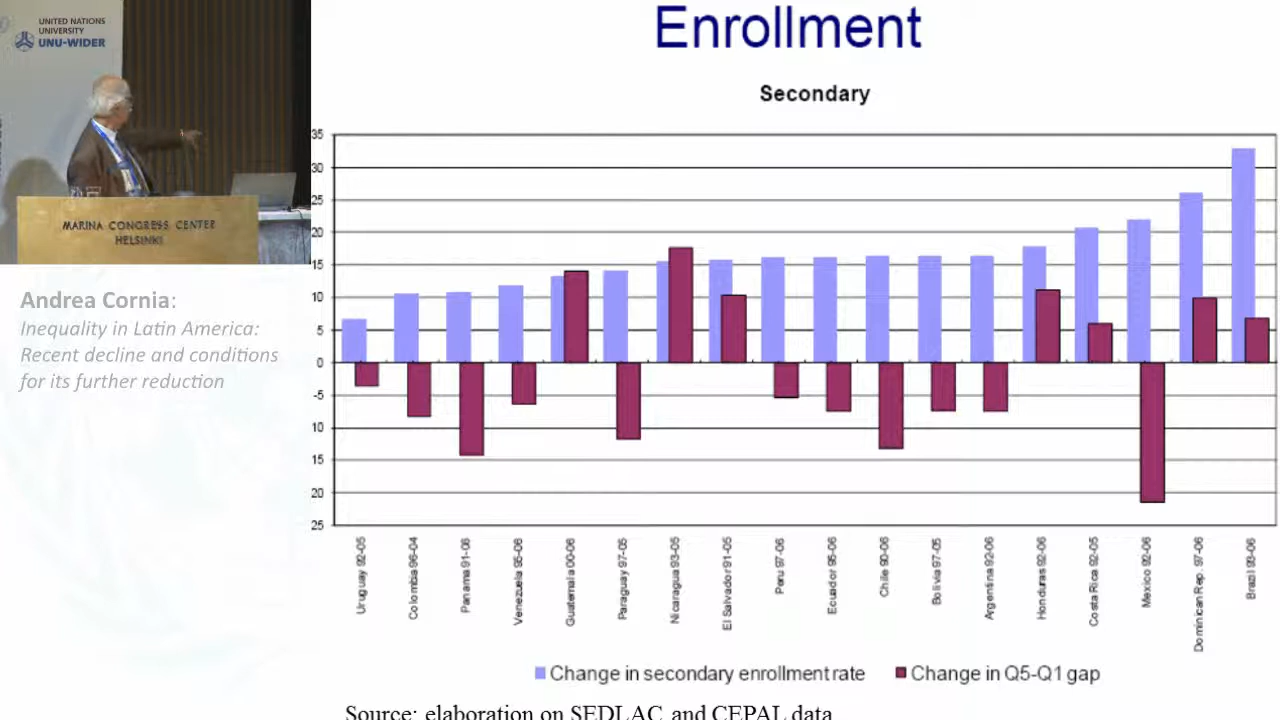 UNITED NATIONS
UNIVERSITY
UNU-WIDER
MARINA CONGRESS CENTER
HELSINKI
Andrea Cornia:
Inequality in Latin America:
Recent decline and conditions
for its further reduction
Enrollment
Secondary
35
30
25
20
15
10
5
0
-5
10
15
20
25
Uruguay 92-05
Colombia 96-04
Panama 91-06
Venezuela 95-06
Guatemala 00-06
Paraguay 97-05
Nicaragua 93-05
El Salvador 91-05
Peru 97-06
Ecuador 95-06
Chile 90-06
Bolivia 97-05
Argentina 92-06
Honduras 92-06
Costa Rica 92-05
Mexico 92-06
Dominican Rep. 97-06
Brazil 93-06
Change in secondary enrollment rate
Change in Q5-Q1 gap
Source: elaboration on SEDLAC and CEPAL data